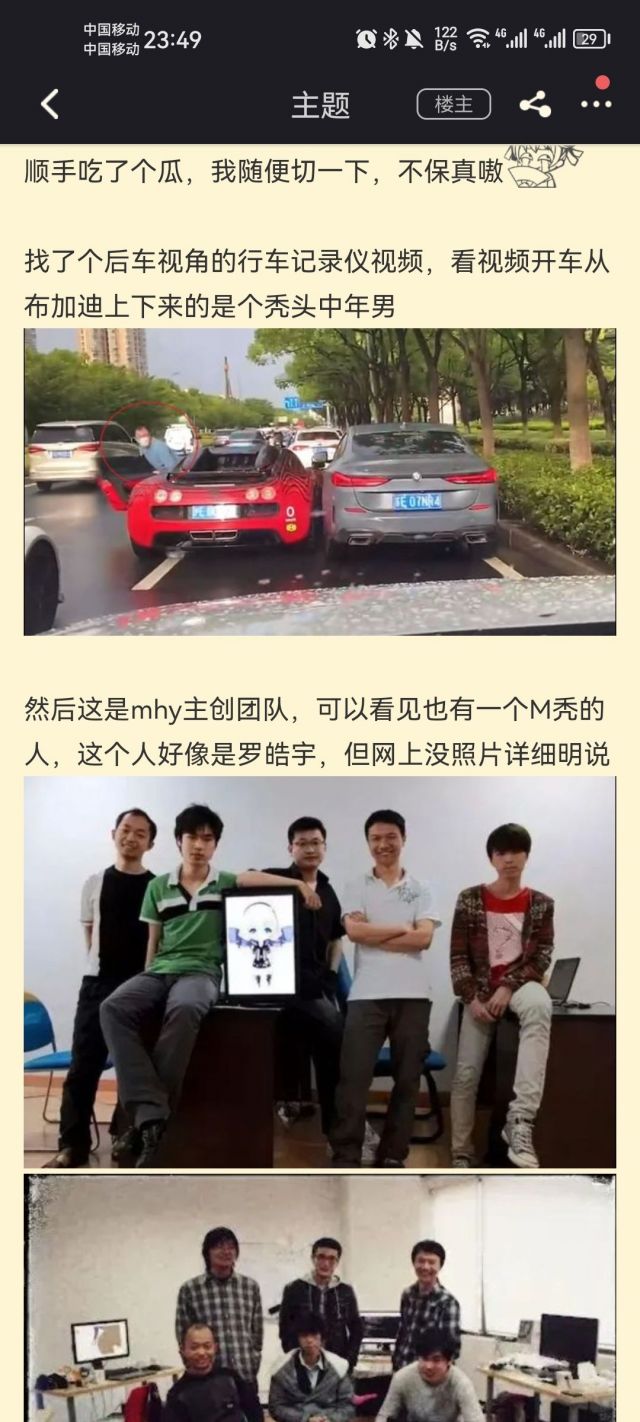 中国移动
中国移动
23:49
122
B/s
4G
4G
29
主题
楼主
顺手吃了个瓜，我随便切一下，不保真嗷
找了个后车视角的行车记录仪视频，看视频开车从
布加迪上下来的是个秃头中年男
E 07NR4
然后这是mhy主创团队，可以看见也有一个M秃的
人，这个人好像是罗皓宇，但网上没照片详细明说